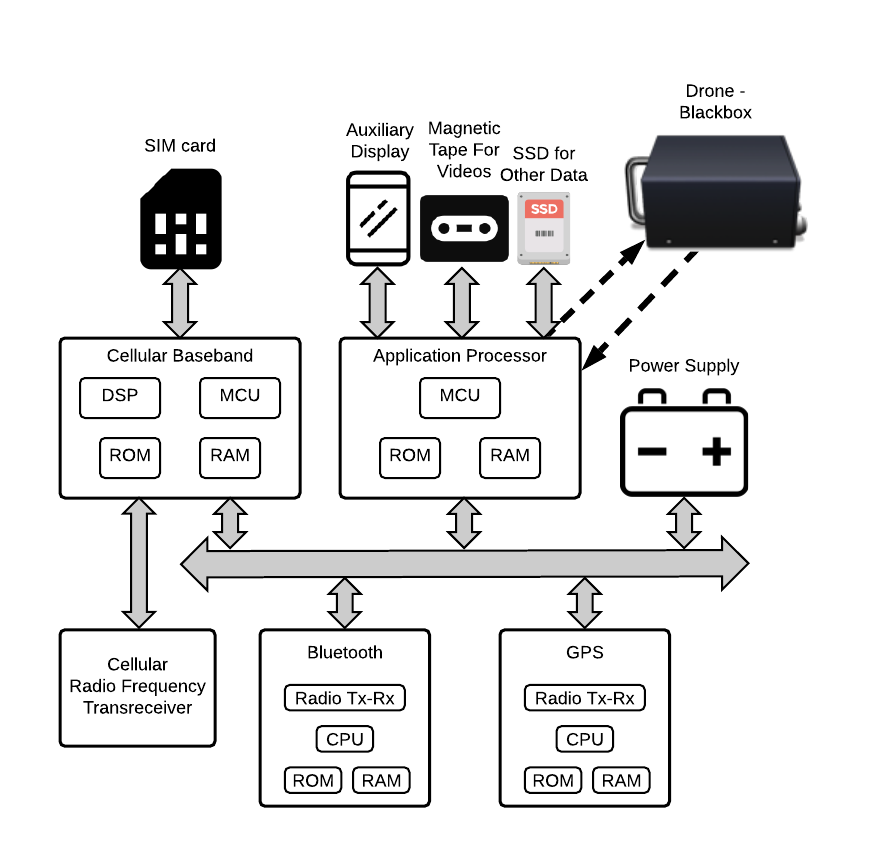 Drone -
Blackbox
SIM card
Auxiliary
Display
Magnetic
Tape For
Videos
SSD for
Other Data
SSD
Cellular Baseband
DSP
MCU
ROM
RAM
Application Processor
MCU
ROM
RAM
Power Supply
Cellular
Radio Frequency
Transreceiver
Bluetooth
Radio Tx-Rx
CPU
ROM
RAM
GPS
Radio Tx-Rx
CPU
ROM
RAM